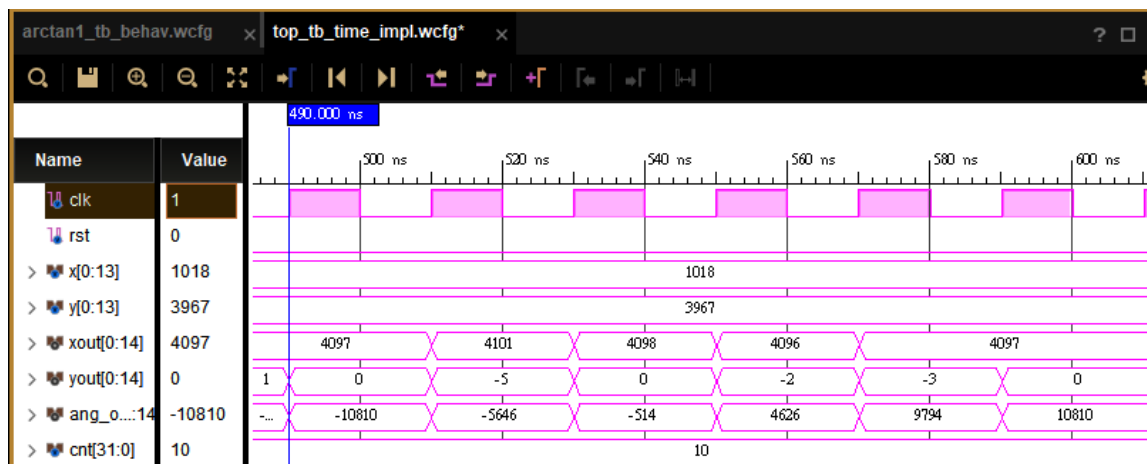 arctan1_tb_behav.wcfg × top_tb_time_impl.wcfg* ×
490.000 ns
Name Value
500 ns 520 ns 540 ns 560 ns 580 ns 600 ns
clk 1
rst 0
x[0:13] 1018 1018
y[0:13] 3967 3967
xout[0:14] 4097 4097 4101 4098 4096 4097
yout[0:14] 0 1 0 -5 0 -2 -3 0
ang_o...:14 -10810 -... -10810 -5646 -514 4626 9794 10810
cnt[31:0] 10 10